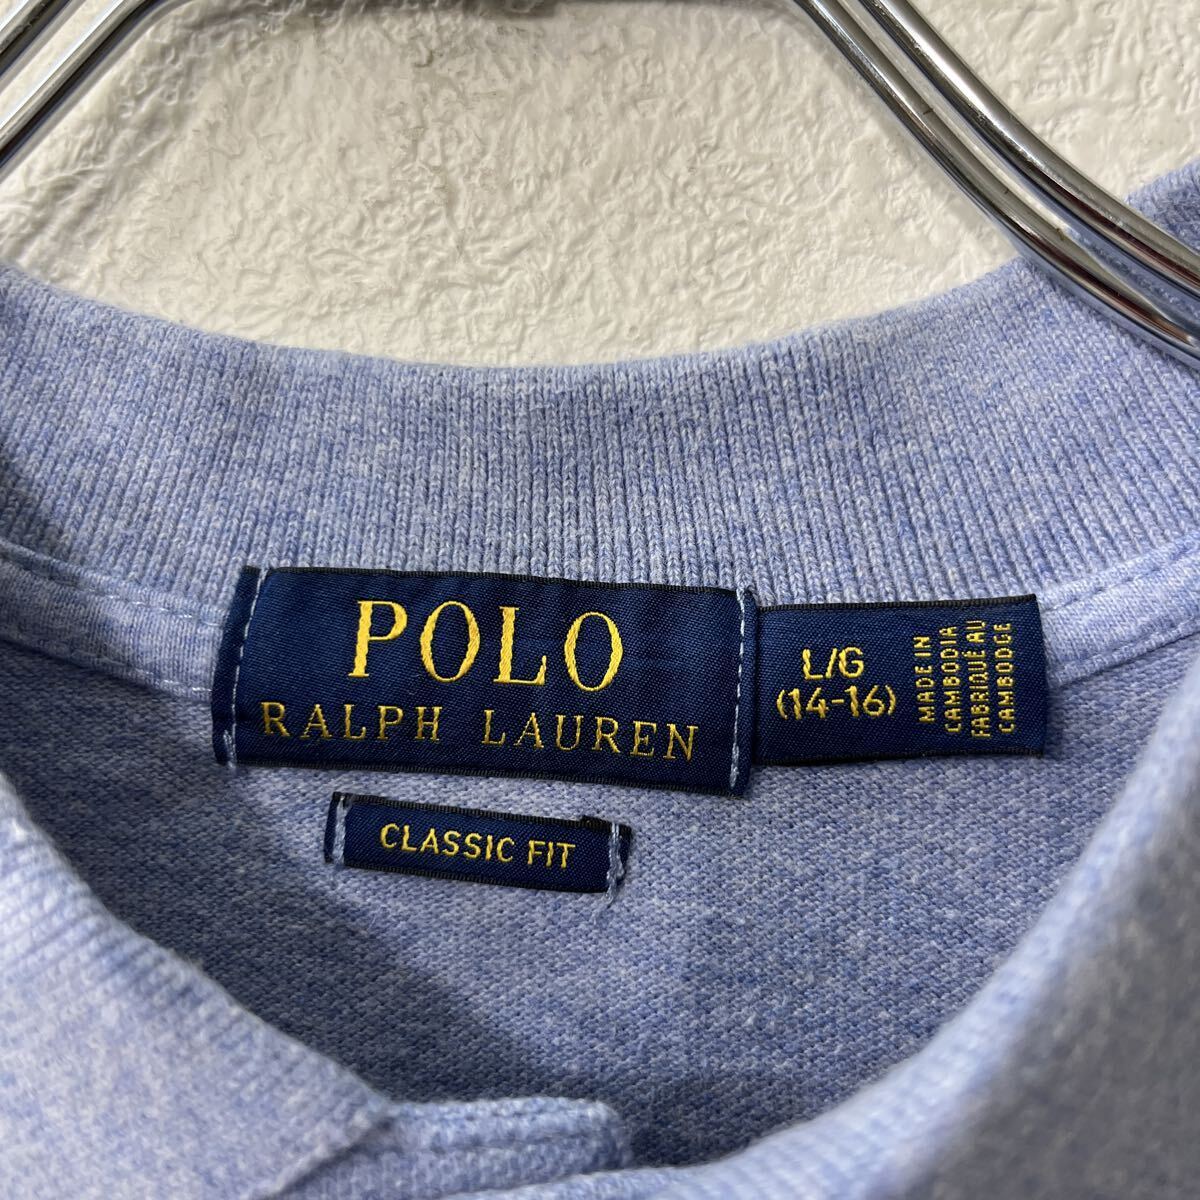 POLO
RALPH LAUREN
L/G
(14-16)
MADE IN
CAMBODIA
FABRIQUÉ AU
CAMBODGE
CLASSIC FIT